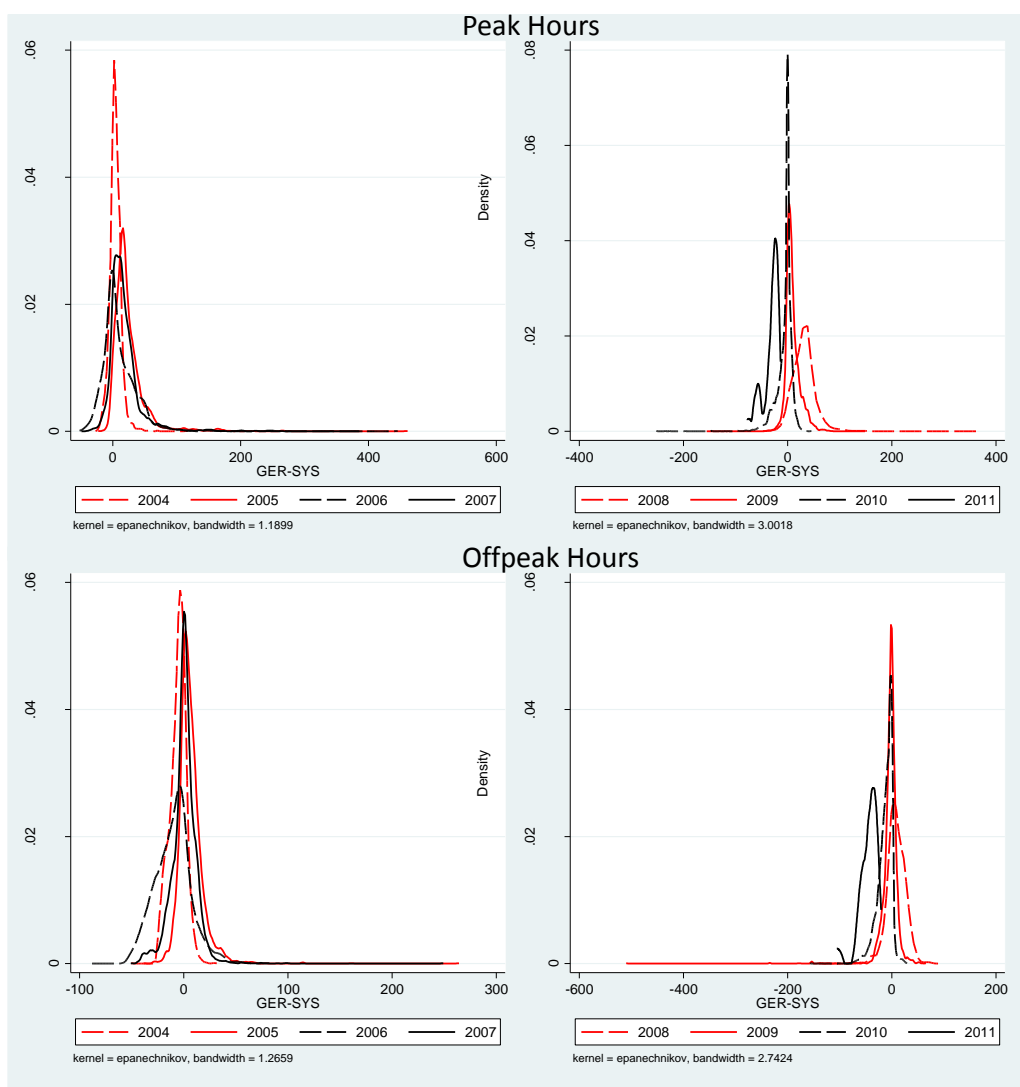 Peak Hours
.06
.04
.02
0
0 200 400 600
GER-SYS
2004 2005 2006 2007
kernel = epanechnikov, bandwidth = 1.1899
Density
.08
.06
.04
.02
0
-400 -200 0 200 400
GER-SYS
2008 2009 2010 2011
kernel = epanechnikov, bandwidth = 3.0018
Offpeak Hours
.06
.04
.02
0
-100 0 100 200 300
GER-SYS
2004 2005 2006 2007
kernel = epanechnikov, bandwidth = 1.2659
Density
.06
.04
.02
0
-600 -400 -200 0 200
GER-SYS
2008 2009 2010 2011
kernel = epanechnikov, bandwidth = 2.7424